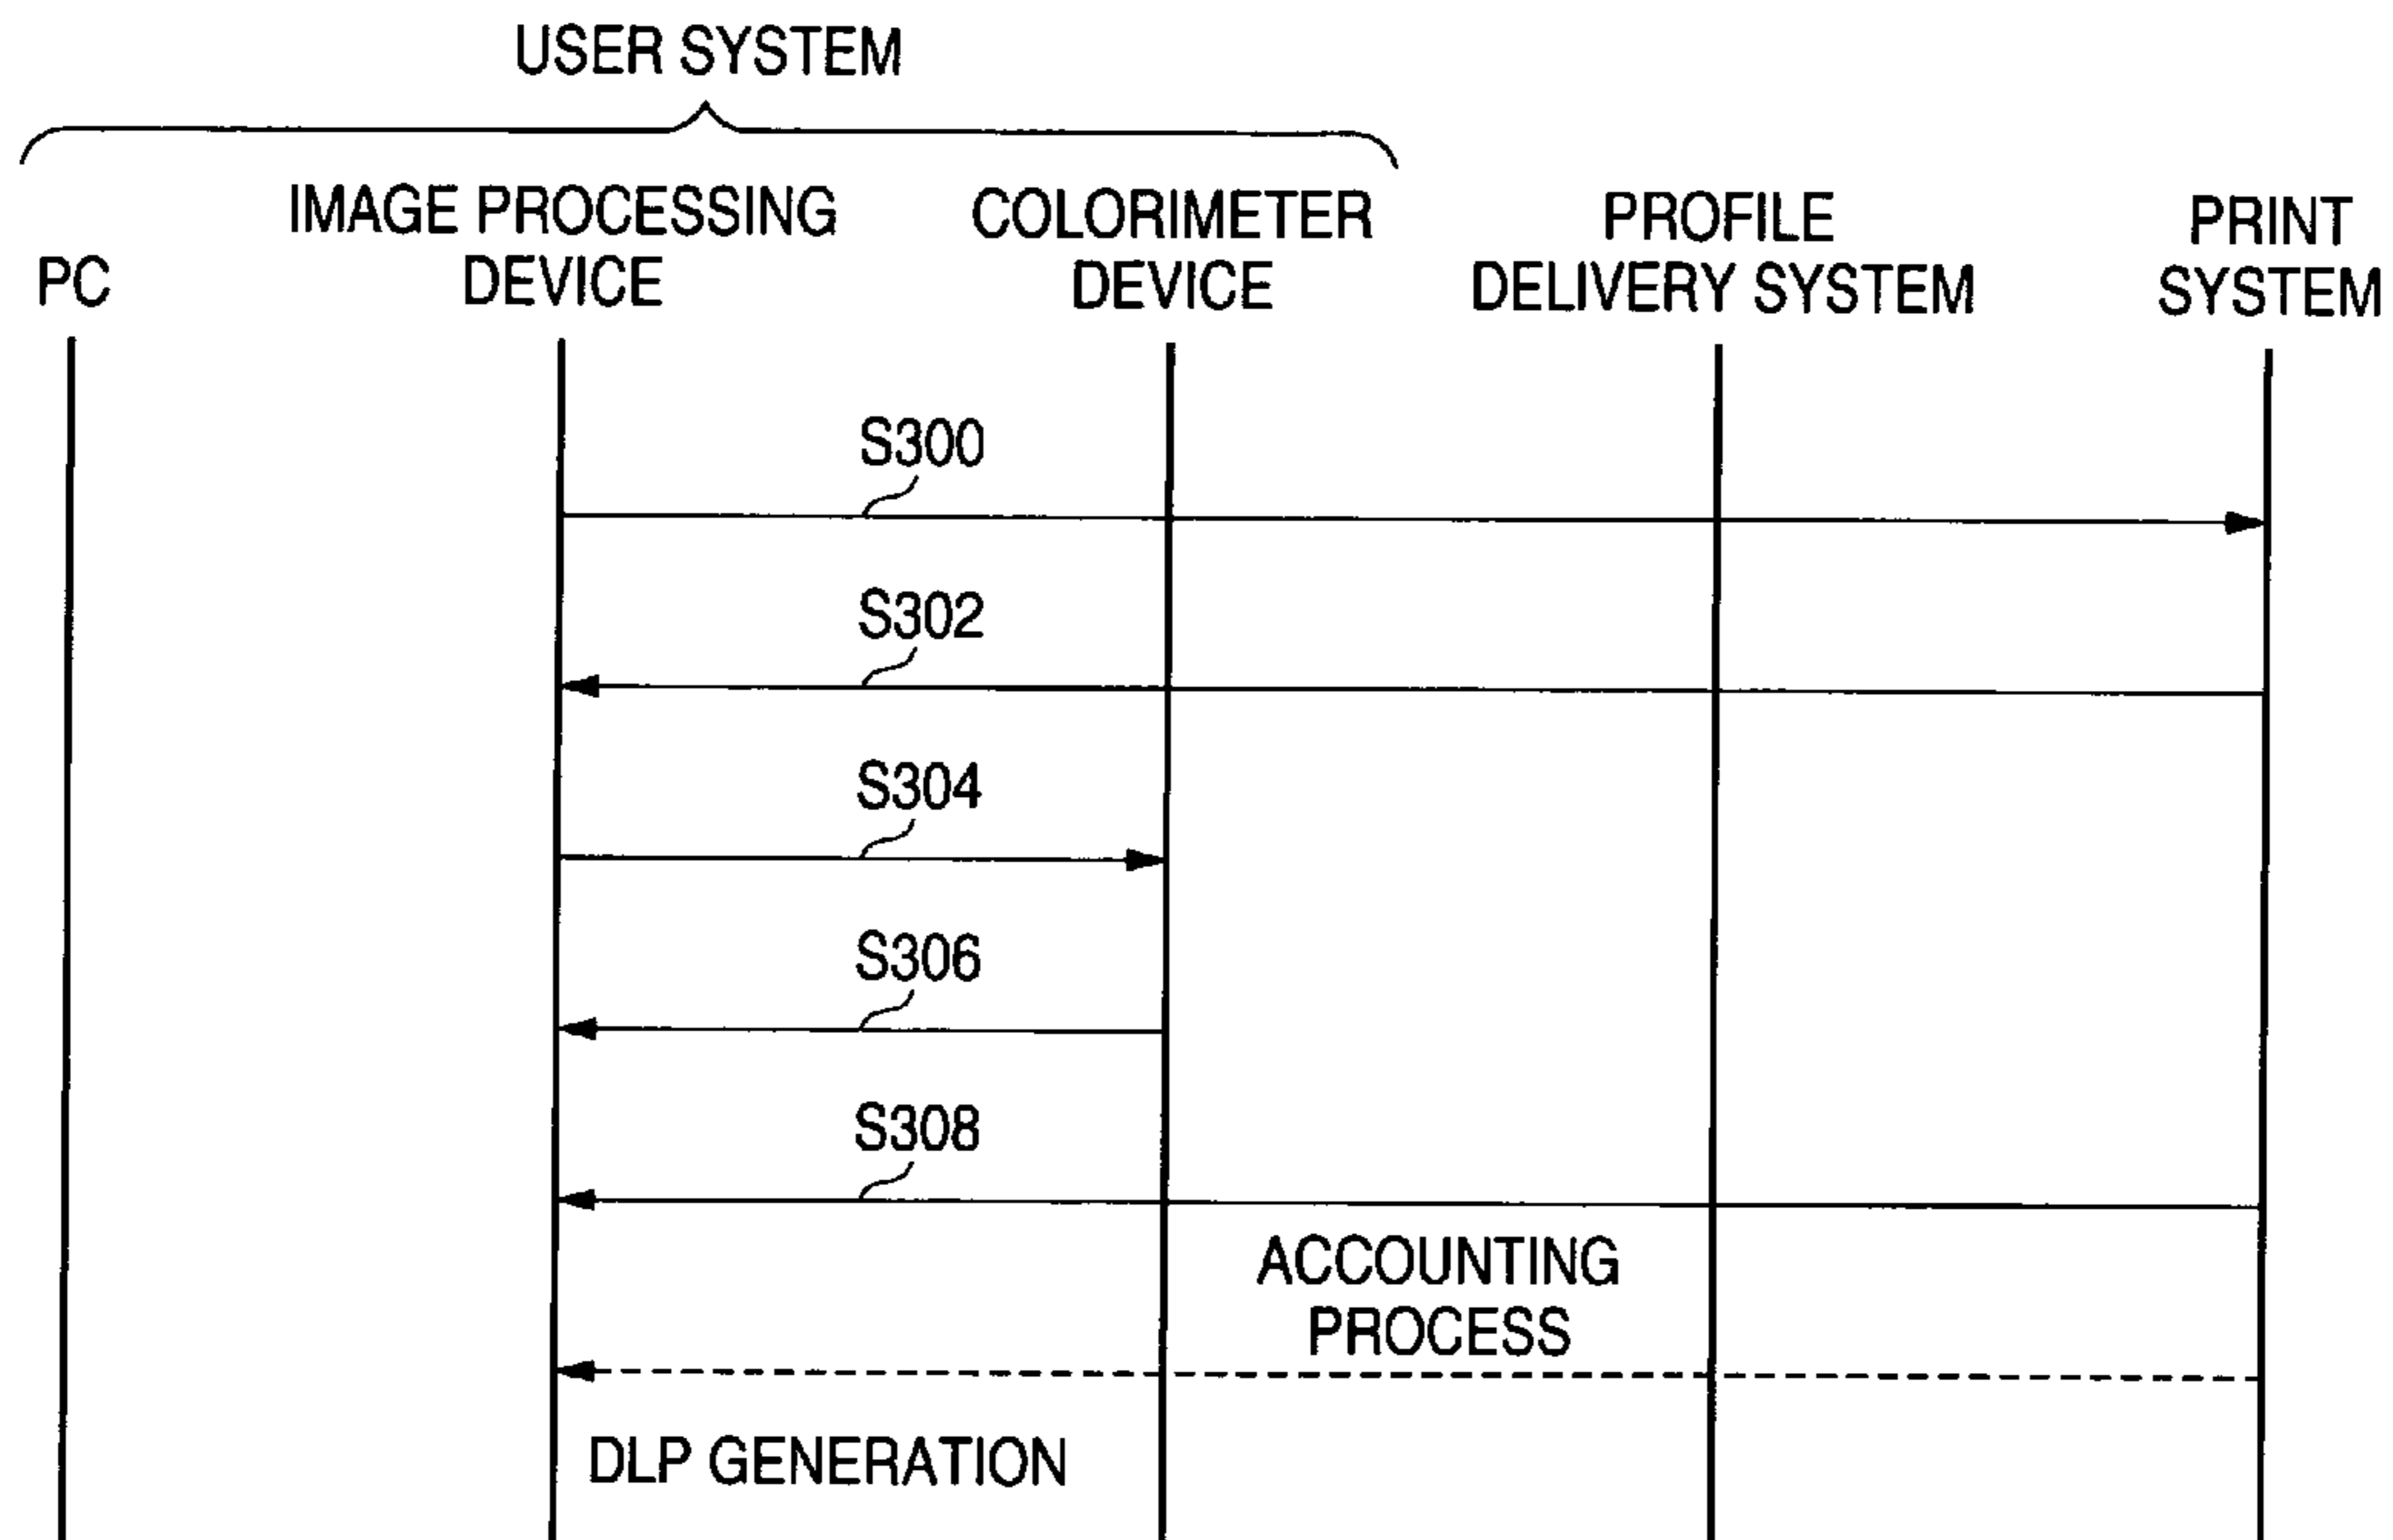 USER SYSTEM
PC
IMAGE PROCESSING
DEVICE
COLORIMETER
DEVICE
PROFILE
DELIVERY SYSTEM
PRINT
SYSTEM
S300
S302
S304
S306
S308
ACCOUNTING
PROCESS
DLP GENERATION